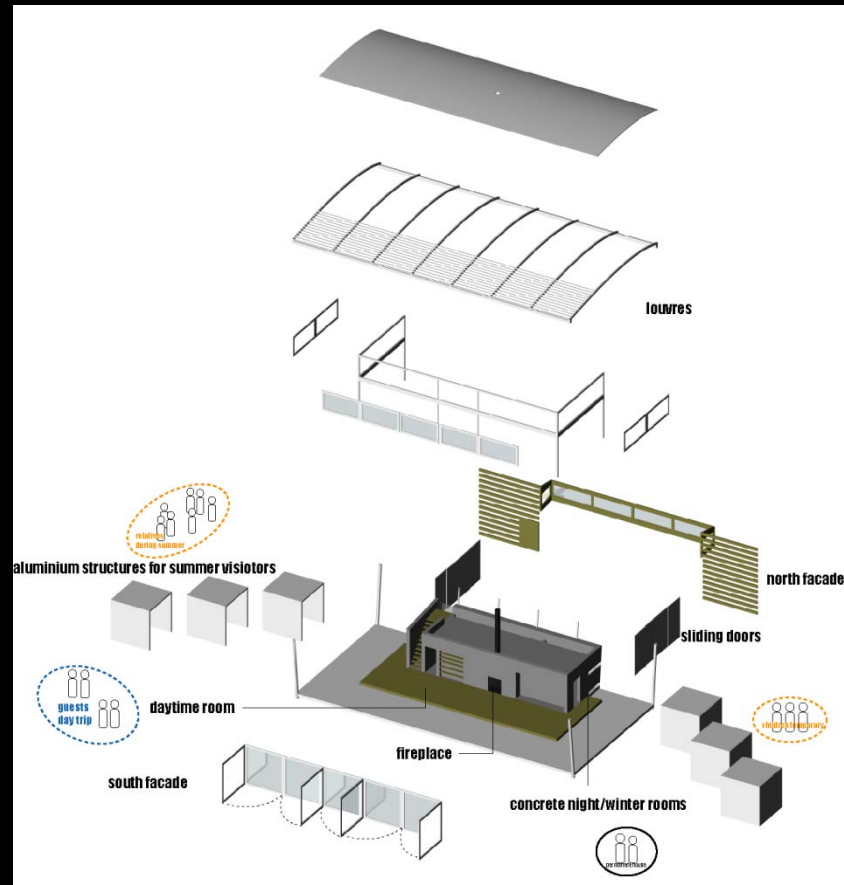 louvres
relatives
during summer
aluminium structures for summer visiotors
north facade
sliding doors
guests
day trip
daytime room
fireplace
south facade
concrete night/winter rooms